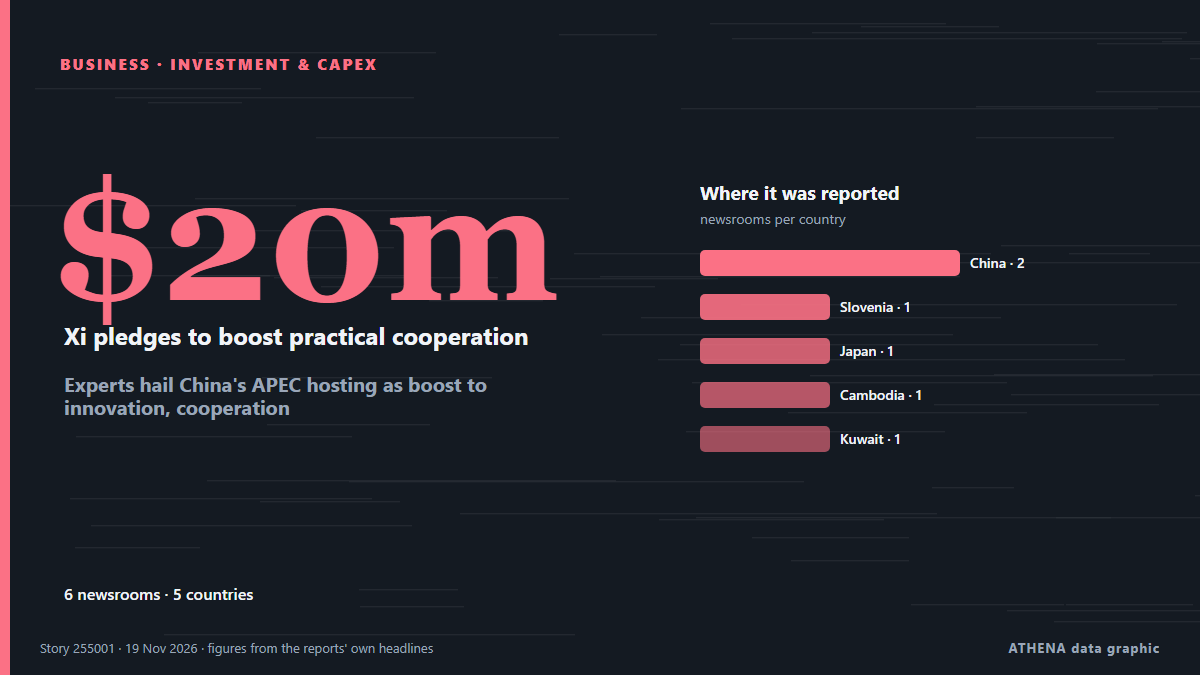 BUSINESS · INVESTMENT & CAPEX
$20m
Xi pledges to boost practical cooperation
Experts hail China's APEC hosting as boost to
innovation, cooperation
Where it was reported
newsrooms per country
China · 2
Slovenia · 1
Japan · 1
Cambodia · 1
Kuwait · 1
6 newsrooms · 5 countries
Story 255001 · 19 Nov 2026 · figures from the reports' own headlines
ATHENA data graphic